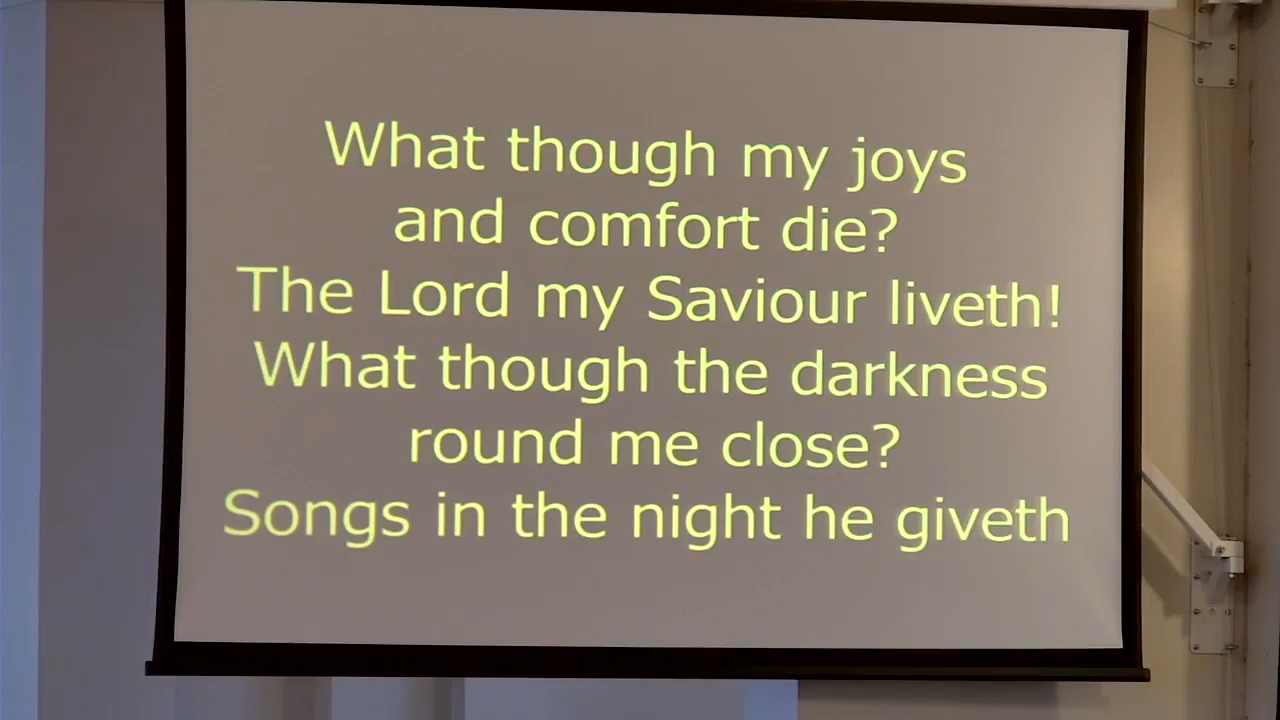 What though my joys
and comfort die?
The Lord my Saviour liveth!
What though the darkness
round me close?
Songs in the night he giveth